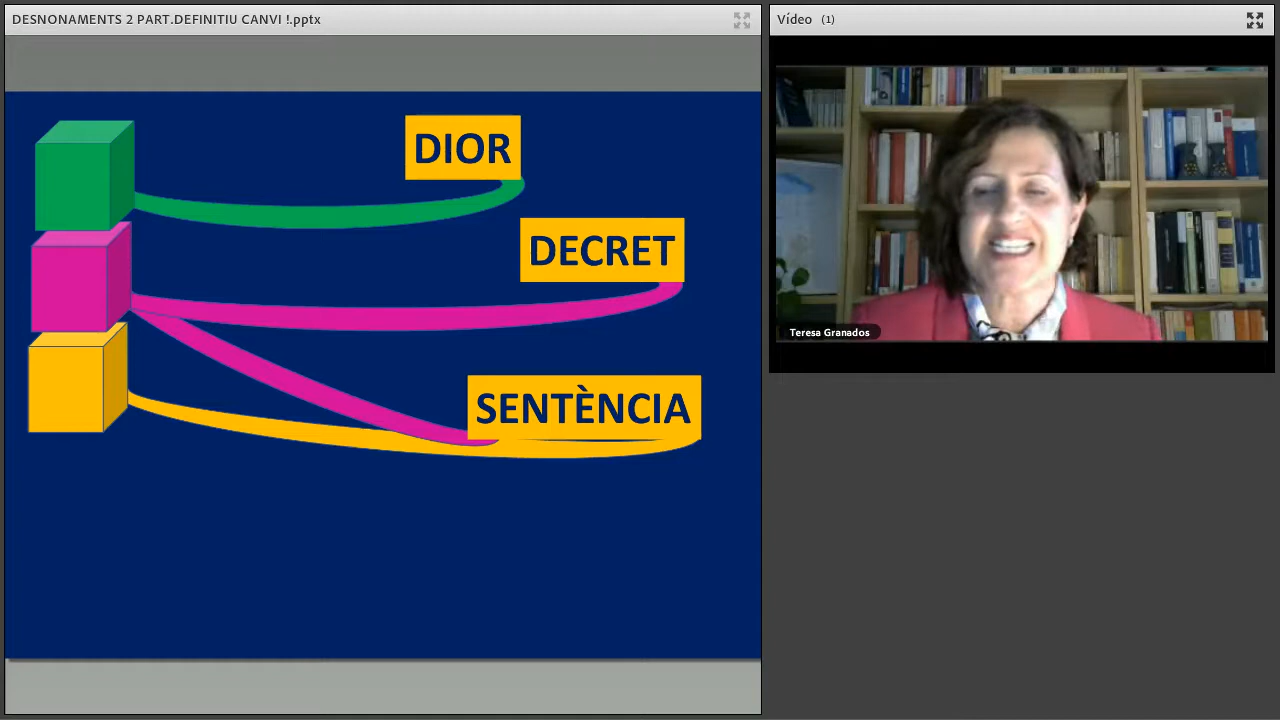 DESNONAMENTS 2 PART.DEFINITIU CANVI !.pptx
Vídeo (1)
DIOR
DECRET
SENTÈNCIA
Teresa Granados